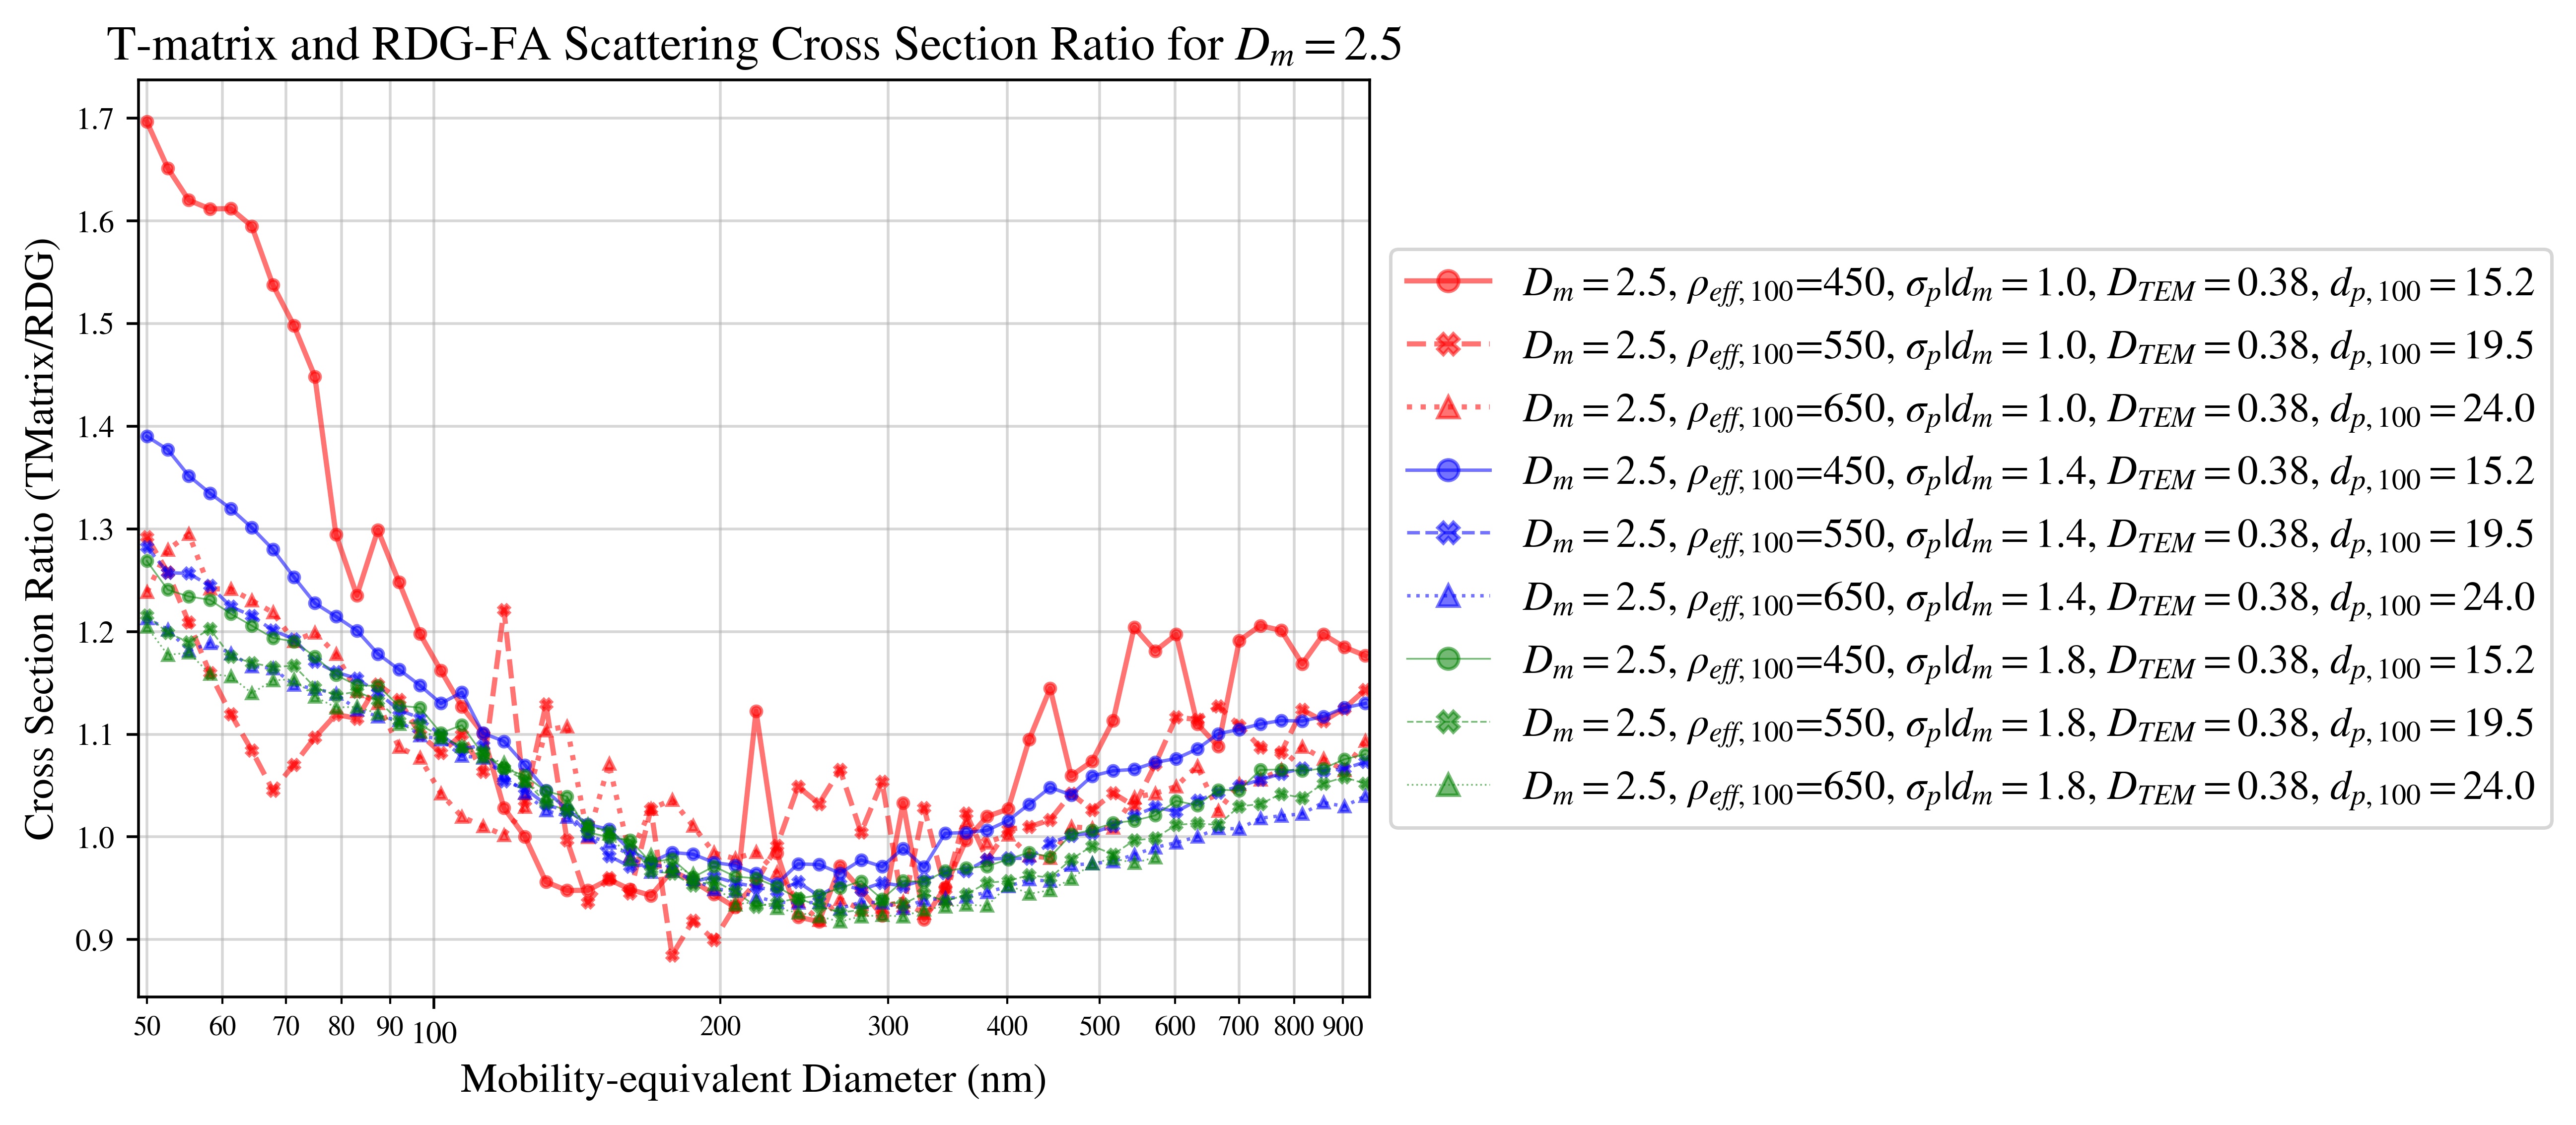 T-matrix and RDG-FA Scattering Cross Section Ratio for D_m = 2.5
Cross Section Ratio (TMatrix/RDG)
1.7
1.6
1.5
1.4
1.3
1.2
1.1
1.0
0.9
50 60 70 80 90 100 200 300 400 500 600 700 800 900
Mobility-equivalent Diameter (nm)
D_m = 2.5, ρ_eff,100=450, σ_p|d_m = 1.0, D_TEM = 0.38, d_p,100 = 15.2
D_m = 2.5, ρ_eff,100=550, σ_p|d_m = 1.0, D_TEM = 0.38, d_p,100 = 19.5
D_m = 2.5, ρ_eff,100=650, σ_p|d_m = 1.0, D_TEM = 0.38, d_p,100 = 24.0
D_m = 2.5, ρ_eff,100=450, σ_p|d_m = 1.4, D_TEM = 0.38, d_p,100 = 15.2
D_m = 2.5, ρ_eff,100=550, σ_p|d_m = 1.4, D_TEM = 0.38, d_p,100 = 19.5
D_m = 2.5, ρ_eff,100=650, σ_p|d_m = 1.4, D_TEM = 0.38, d_p,100 = 24.0
D_m = 2.5, ρ_eff,100=450, σ_p|d_m = 1.8, D_TEM = 0.38, d_p,100 = 15.2
D_m = 2.5, ρ_eff,100=550, σ_p|d_m = 1.8, D_TEM = 0.38, d_p,100 = 19.5
D_m = 2.5, ρ_eff,100=650, σ_p|d_m = 1.8, D_TEM = 0.38, d_p,100 = 24.0